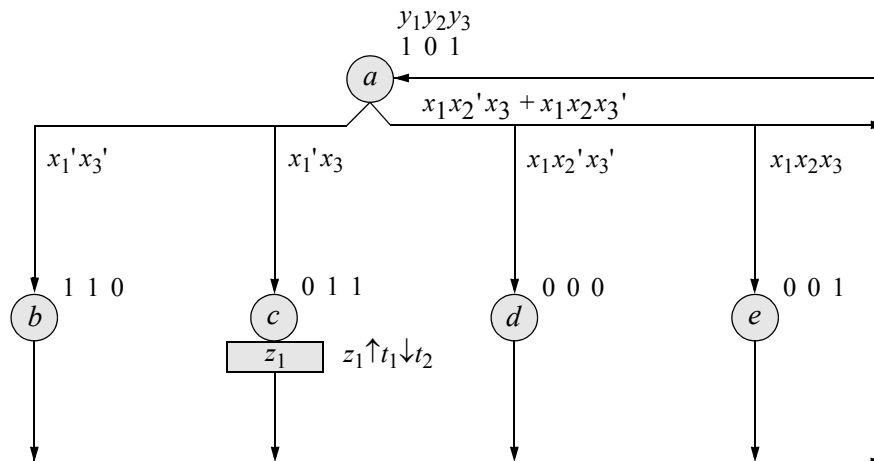 y₁y₂y₃
1 0 1
a
x₁x₂'x₃ + x₁x₂x₃'
x₁'x₃'
x₁'x₃
x₁x₂'x₃'
x₁x₂x₃
b
1 1 0
c
0 1 1
d
0 0 0
e
0 0 1
z₁
z₁↑t₁↓t₂